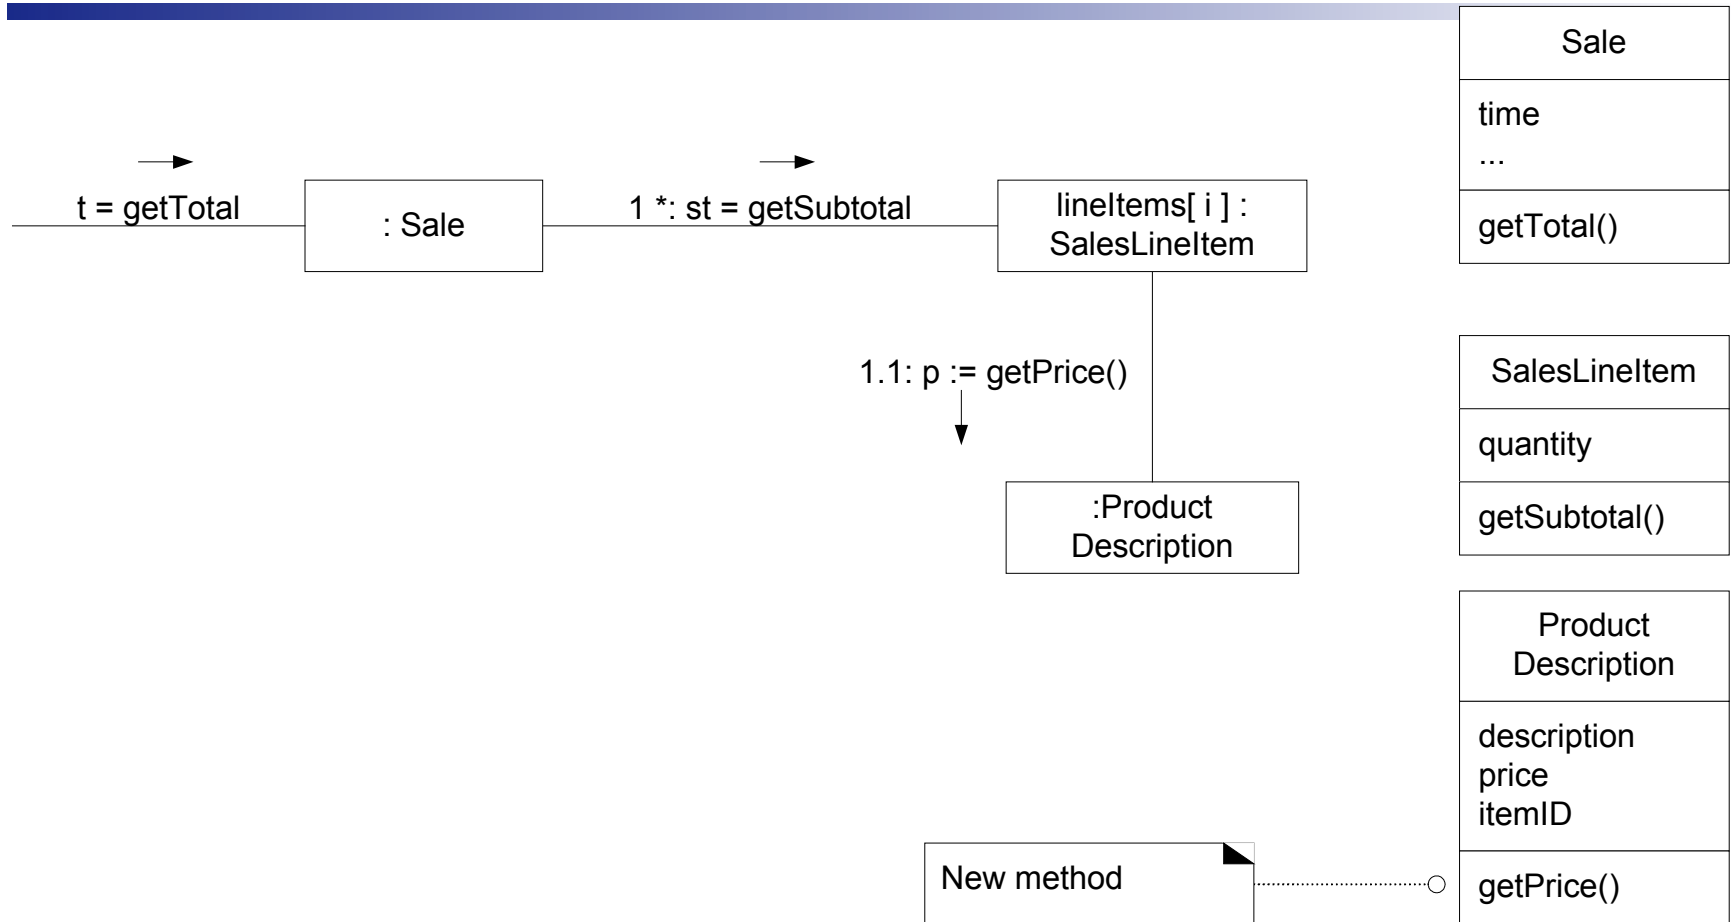 t = getTotal
: Sale
1 *: st = getSubtotal
lineItems[ i ] :
SalesLineItem
1.1: p := getPrice()
:Product
Description
New method
Sale
time
...
getTotal()
SalesLineItem
quantity
getSubtotal()
Product
Description
description
price
itemID
getPrice()